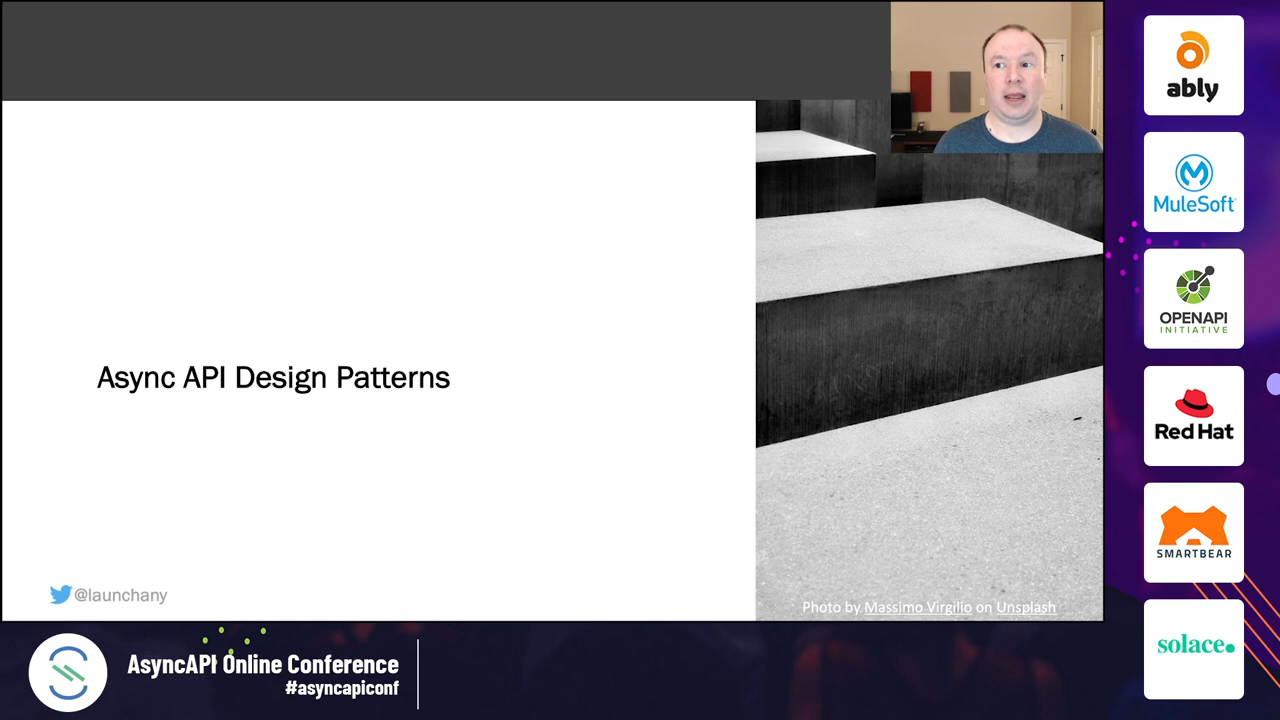 Async API Design Patterns
@launchany
Photo by Massimo Virgilio on Unsplash
AsyncAPI Online Conference
#asyncapiconf
ably
MuleSoft
OPENAPI
INITIATIVE
Red Hat
SMARTBEAR
solace.